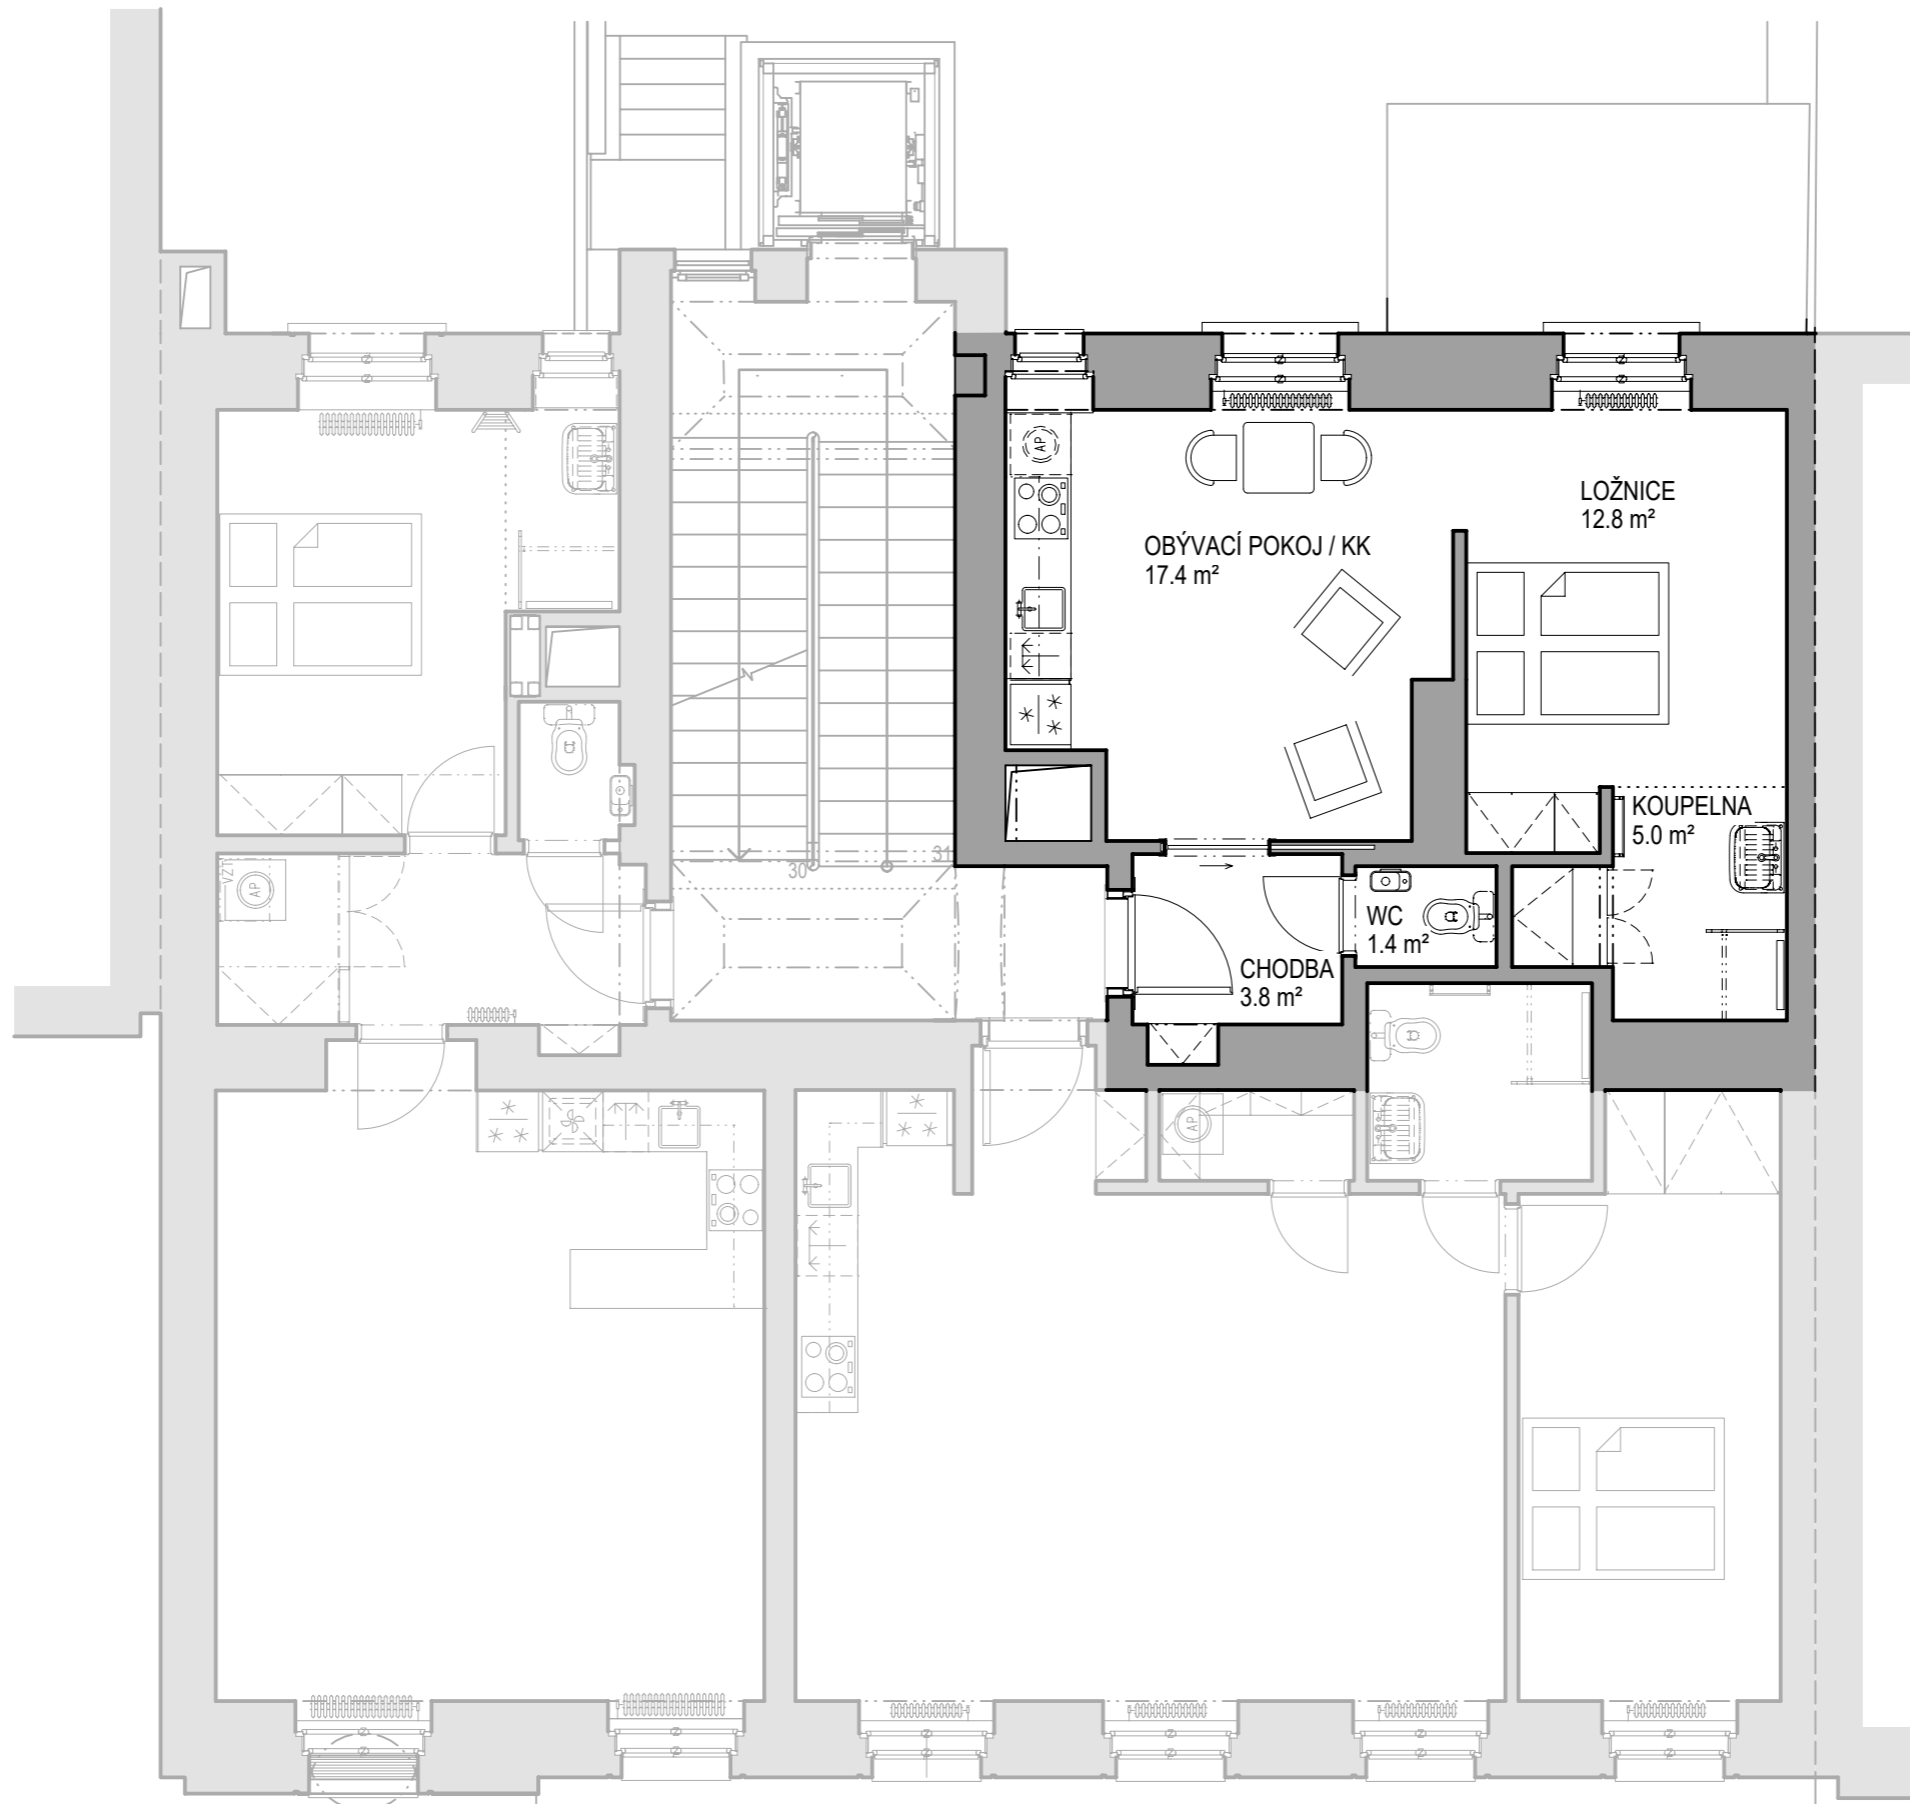 AP
LOŽNICE
12.8 m²
OBÝVACÍ POKOJ / KK
17.4 m²
KOUPELNA
5.0 m²
VZT
AP
30
31
WC
1.4 m²
CHODBA
3.8 m²
AP